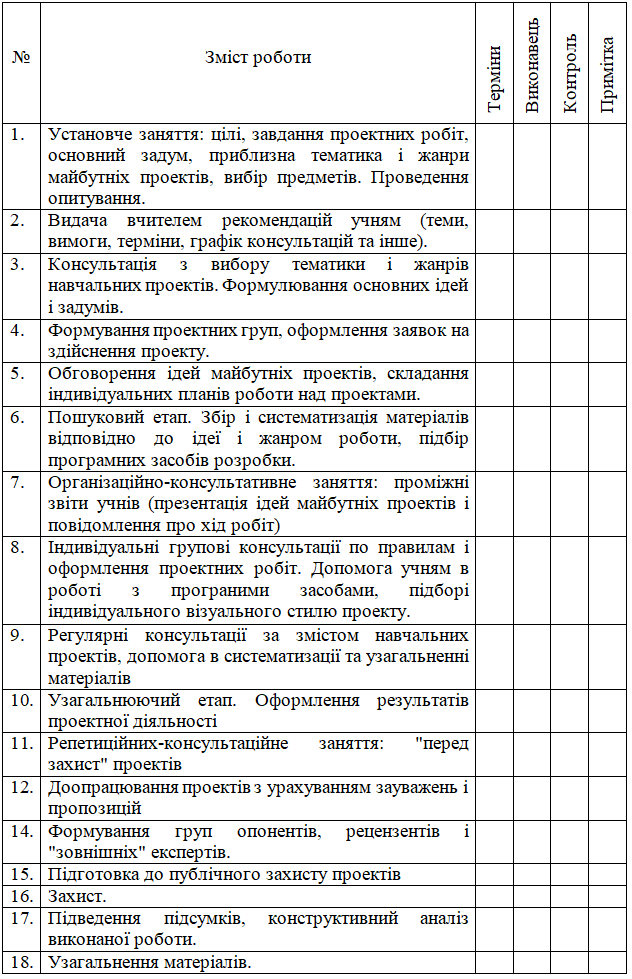 № Зміст роботи Терміни Виконавець Контроль Примітка
1. Установче заняття: цілі, завдання проектних робіт,
основний задум, приблизна тематика і жанри
майбутніх проектів, вибір предметів. Проведення
опитування.
2. Видача вчителем рекомендацій учням (теми,
вимоги, терміни, графік консультацій та інше).
3. Консультація з вибору тематики і жанрів
навчальних проектів. Формулювання основних ідей
і задумів.
4. Формування проектних груп, оформлення заявок на
здійснення проекту.
5. Обговорення ідей майбутніх проектів, складання
індивідуальних планів роботи над проектами.
6. Пошуковий етап. Збір і систематизація матеріалів
відповідно до ідеї і жанром роботи, підбір
програмних засобів розробки.
7. Організаційно-консультативне заняття: проміжні
звіти учнів (презентація ідей майбутніх проектів і
повідомлення про хід робіт)
8. Індивідуальні групові консультації по правилам і
оформлення проектних робіт. Допомога учням в
роботі з програними засобами, підборі
індивідуального візуального стилю проекту.
9. Регулярні консультації за змістом навчальних
проектів, допомога в систематизації та узагальненні
матеріалів
10. Узагальнюючий етап. Оформлення результатів
проектної діяльності
11. Репетиційних-консультаційне заняття: "перед
захист" проектів
12. Доопрацювання проектів з урахуванням зауважень і
пропозицій
14. Формування груп опонентів, рецензентів і
"зовнішніх" експертів.
15. Підготовка до публічного захисту проектів
16. Захист.
17. Підведення підсумків, конструктивний аналіз
виконаної роботи.
18. Узагальнення матеріалів.